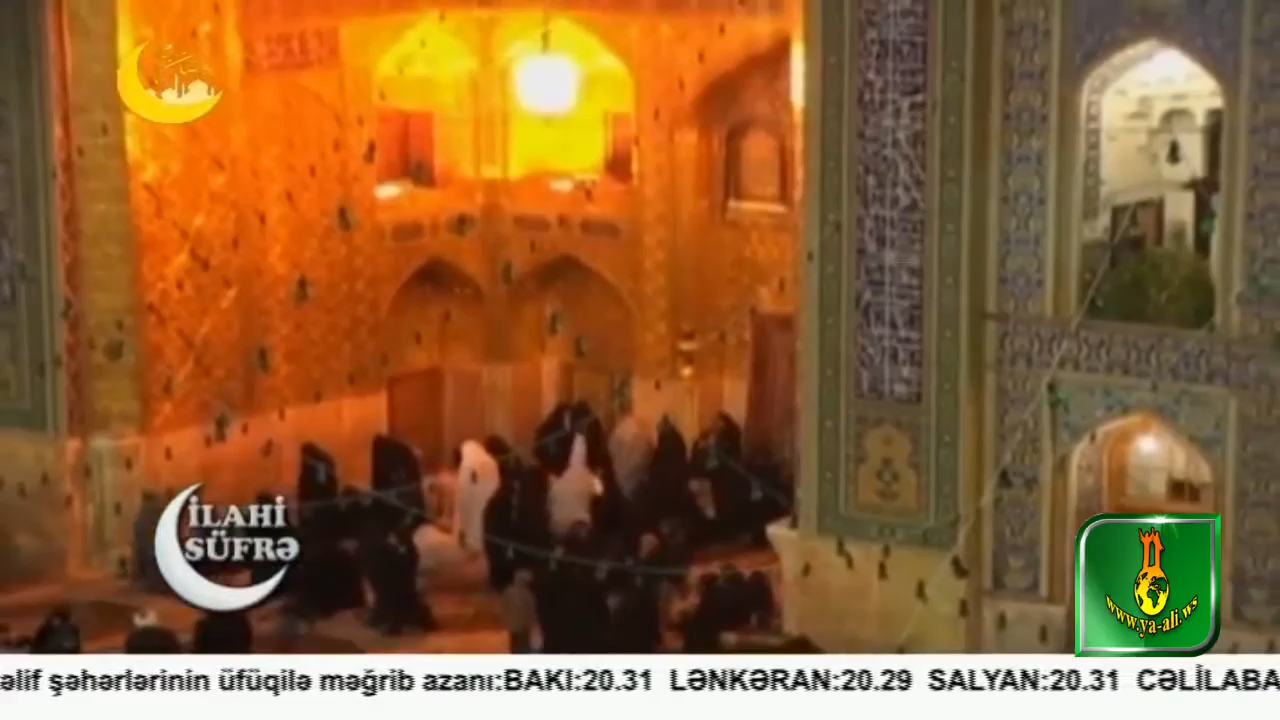 İLAHİ
SÜFRƏ
www.ya-ali.ws
əlif şəhərlərinin üfüqilə məğrib azanı:BAKI:20.31 LƏNKƏRAN:20.29 SALYAN:20.31 CƏLİLABA